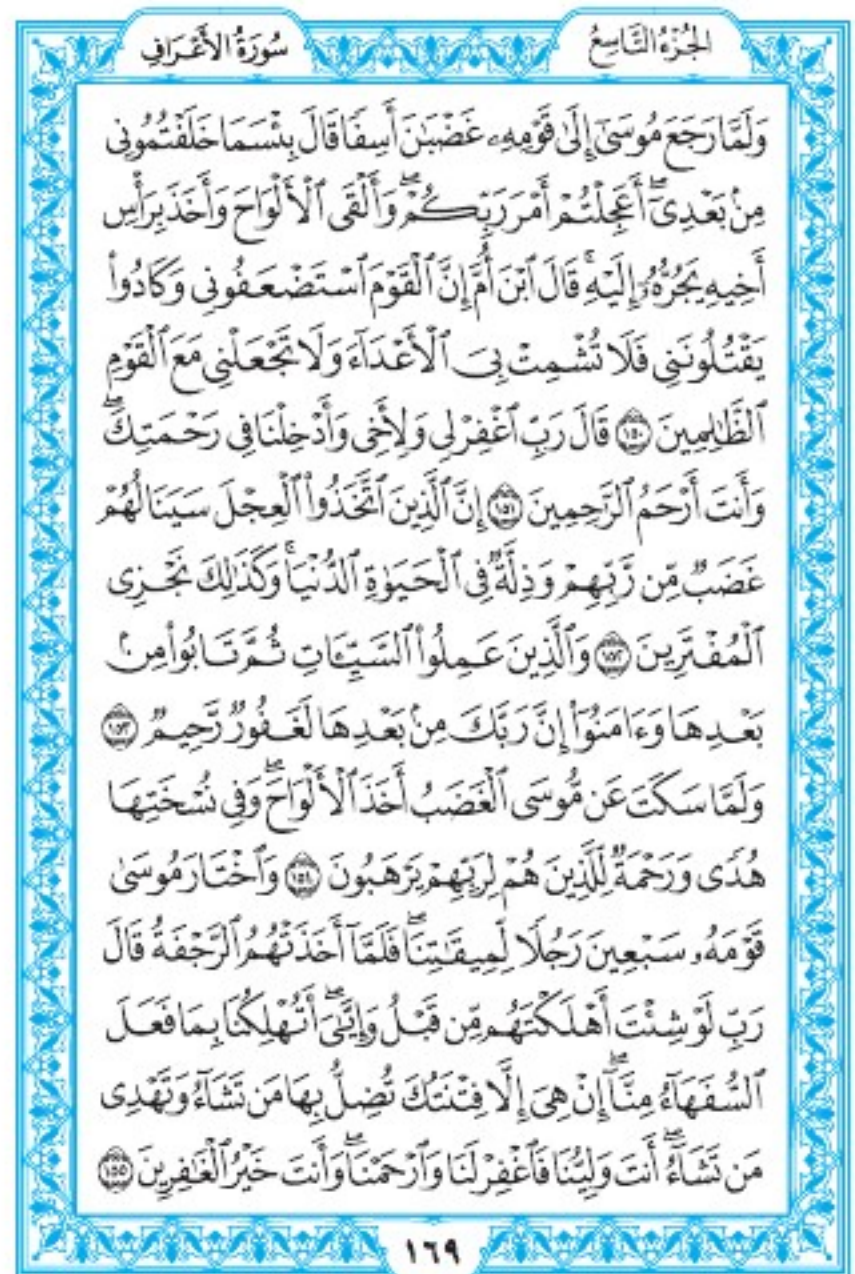 الجُزْءُ التَّاسِعُ
سُورَةُ الأَعْرَافِ
وَلَمَّا رَجَعَ مُوسَىٰٓ إِلَىٰ قَوْمِهِۦ غَضْبَٰنَ أَسِفٗا قَالَ بِئۡسَمَا خَلَفۡتُمُونِي
مِنۢ بَعۡدِيٓۖ أَعَجِلۡتُمۡ أَمۡرَ رَبِّكُمۡۖ وَأَلۡقَى ٱلۡأَلۡوَاحَ وَأَخَذَ بِرَأۡسِ
أَخِيهِ يَجُرُّهُۥٓ إِلَيۡهِۚ قَالَ ٱبۡنَ أُمَّ إِنَّ ٱلۡقَوۡمَ ٱسۡتَضۡعَفُونِي وَكَادُواْ
يَقۡتُلُونَنِي فَلَا تُشۡمِتۡ بِيَ ٱلۡأَعۡدَآءَ وَلَا تَجۡعَلۡنِي مَعَ ٱلۡقَوۡمِ
ٱلظَّٰلِمِينَ ١٥٠ قَالَ رَبِّ ٱغۡفِرۡ لِي وَلِأَخِي وَأَدۡخِلۡنَا فِي رَحۡمَتِكَۖ
وَأَنتَ أَرۡحَمُ ٱلرَّٰحِمِينَ ١٥١ إِنَّ ٱلَّذِينَ ٱتَّخَذُواْ ٱلۡعِجۡلَ سَيَنَالُهُمۡ
غَضَبٞ مِّن رَّبِّهِمۡ وَذِلَّةٞ فِي ٱلۡحَيَوٰةِ ٱلدُّنۡيَاۚ وَكَذَٰلِكَ نَجۡزِي
ٱلۡمُفۡتَرِينَ ١٥٢ وَٱلَّذِينَ عَمِلُواْ ٱلسَّيِّـَٔاتِ ثُمَّ تَابُواْ مِنۢ
بَعۡدِهَا وَءَامَنُوٓاْ إِنَّ رَبَّكَ مِنۢ بَعۡدِهَا لَغَفُورٞ رَّحِيمٞ ١٥٣
وَلَمَّا سَكَتَ عَن مُّوسَى ٱلۡغَضَبُ أَخَذَ ٱلۡأَلۡوَاحَۖ وَفِي نُسۡخَتِهَا
هُدٗى وَرَحۡمَةٞ لِّلَّذِينَ هُمۡ لِرَبِّهِمۡ يَرۡهَبُونَ ١٥٤ وَٱخۡتَارَ مُوسَىٰ
قَوۡمَهُۥ سَبۡعِينَ رَجُلٗا لِّمِيقَٰتِنَاۖ فَلَمَّآ أَخَذَتۡهُمُ ٱلرَّجۡفَةُ قَالَ
رَبِّ لَوۡ شِئۡتَ أَهۡلَكۡتَهُم مِّن قَبۡلُ وَإِيَّٰيَۖ أَتُهۡلِكُنَا بِمَا فَعَلَ
ٱلسُّفَهَآءُ مِنَّآۖ إِنۡ هِيَ إِلَّا فِتۡنَتُكَ تُضِلُّ بِهَا مَن تَشَآءُ وَتَهۡدِي
مَن تَشَآءُۖ أَنتَ وَلِيُّنَا فَٱغۡفِرۡ لَنَا وَٱرۡحَمۡنَاۖ وَأَنتَ خَيۡرُ ٱلۡغَٰفِرِينَ ١٥٥
١٦٩